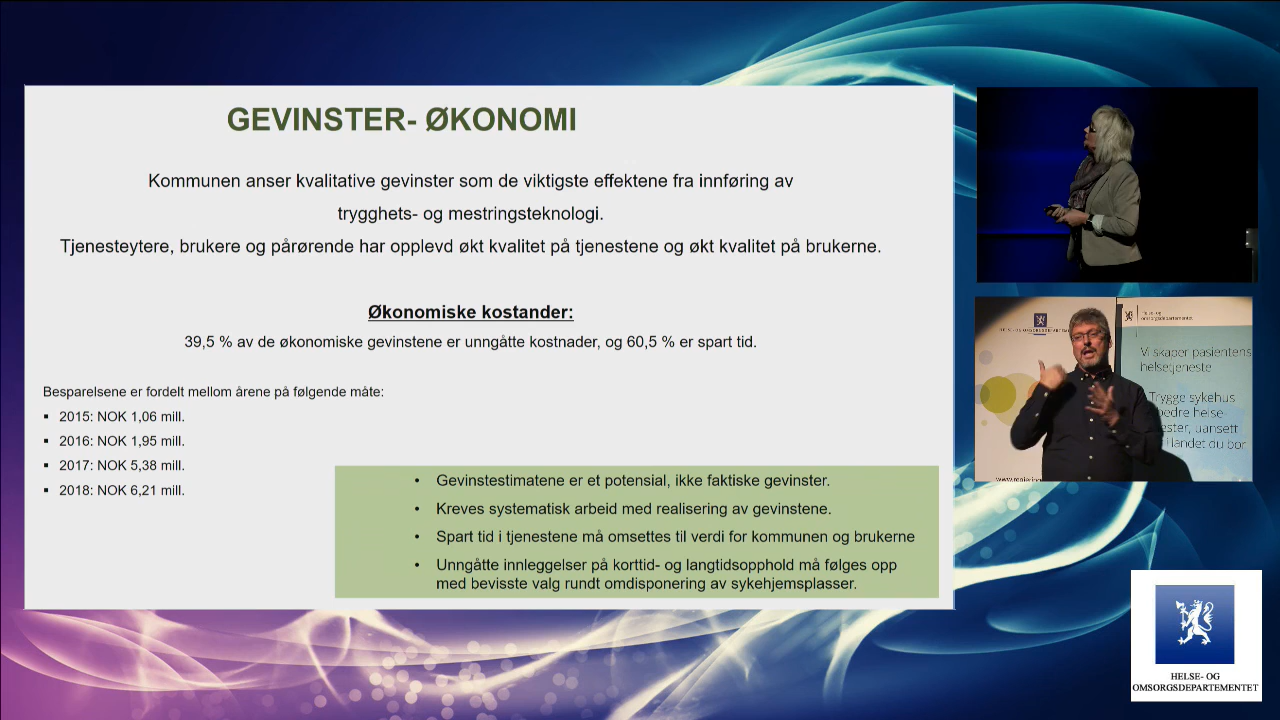 GEVINSTER- ØKONOMI
Kommunen anser kvalitative gevinster som de viktigste effektene fra innføring av
trygghets- og mestringsteknologi.
Tjenesteytere, brukere og pårørende har opplevd økt kvalitet på tjenestene og økt kvalitet på brukerne.
Økonomiske kostander:
39,5 % av de økonomiske gevinstene er unngåtte kostnader, og 60,5 % er spart tid.
Besparelsene er fordelt mellom årene på følgende måte:
▪ 2015: NOK 1,06 mill.
▪ 2016: NOK 1,95 mill.
▪ 2017: NOK 5,38 mill.
▪ 2018: NOK 6,21 mill.
• Gevinstestimatene er et potensial, ikke faktiske gevinster.
• Kreves systematisk arbeid med realisering av gevinstene.
• Spart tid i tjenestene må omsettes til verdi for kommunen og brukerne
• Unngåtte innleggelser på korttid- og langtidsopphold må følges opp
med bevisste valg rundt omdisponering av sykehjemsplasser.
Helse- og
omsorgsdepartementet
Vi skaper pasientens
helsetjeneste
Trygge sykehus
bedre helse-
uansett
i landet du bor
HELSE- OG
OMSORGSDEPARTEMENTET